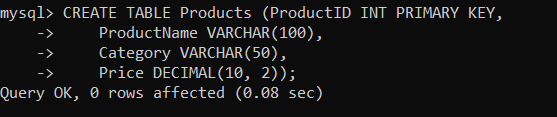 mysql> CREATE TABLE Products (ProductID INT PRIMARY KEY,
    ->     ProductName VARCHAR(100),
    ->     Category VARCHAR(50),
    ->     Price DECIMAL(10, 2));
Query OK, 0 rows affected (0.08 sec)